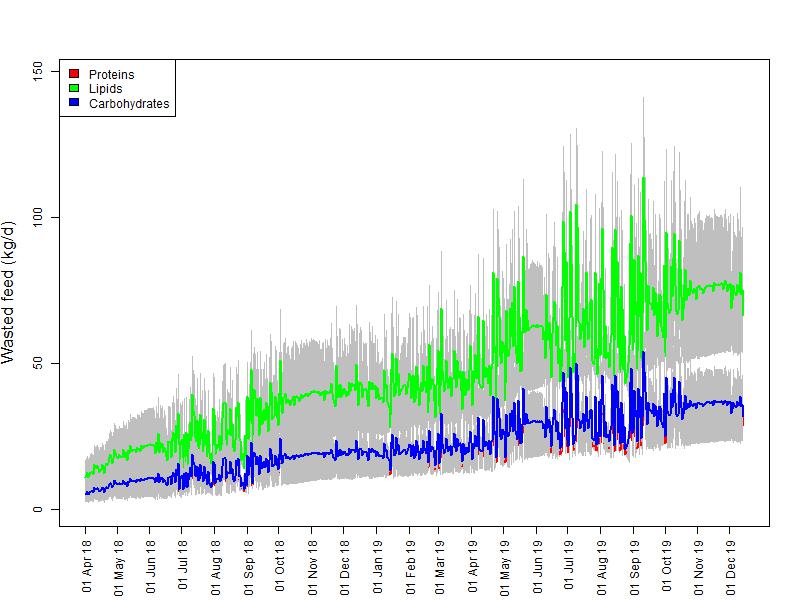 150
100
50
0
Wasted feed (kg/d)
Proteins
Lipids
Carbohydrates
01 Apr 18
01 May 18
01 Jun 18
01 Jul 18
01 Aug 18
01 Sep 18
01 Oct 18
01 Nov 18
01 Dec 18
01 Jan 19
01 Feb 19
01 Mar 19
01 Apr 19
01 May 19
01 Jun 19
01 Jul 19
01 Aug 19
01 Sep 19
01 Oct 19
01 Nov 19
01 Dec 19